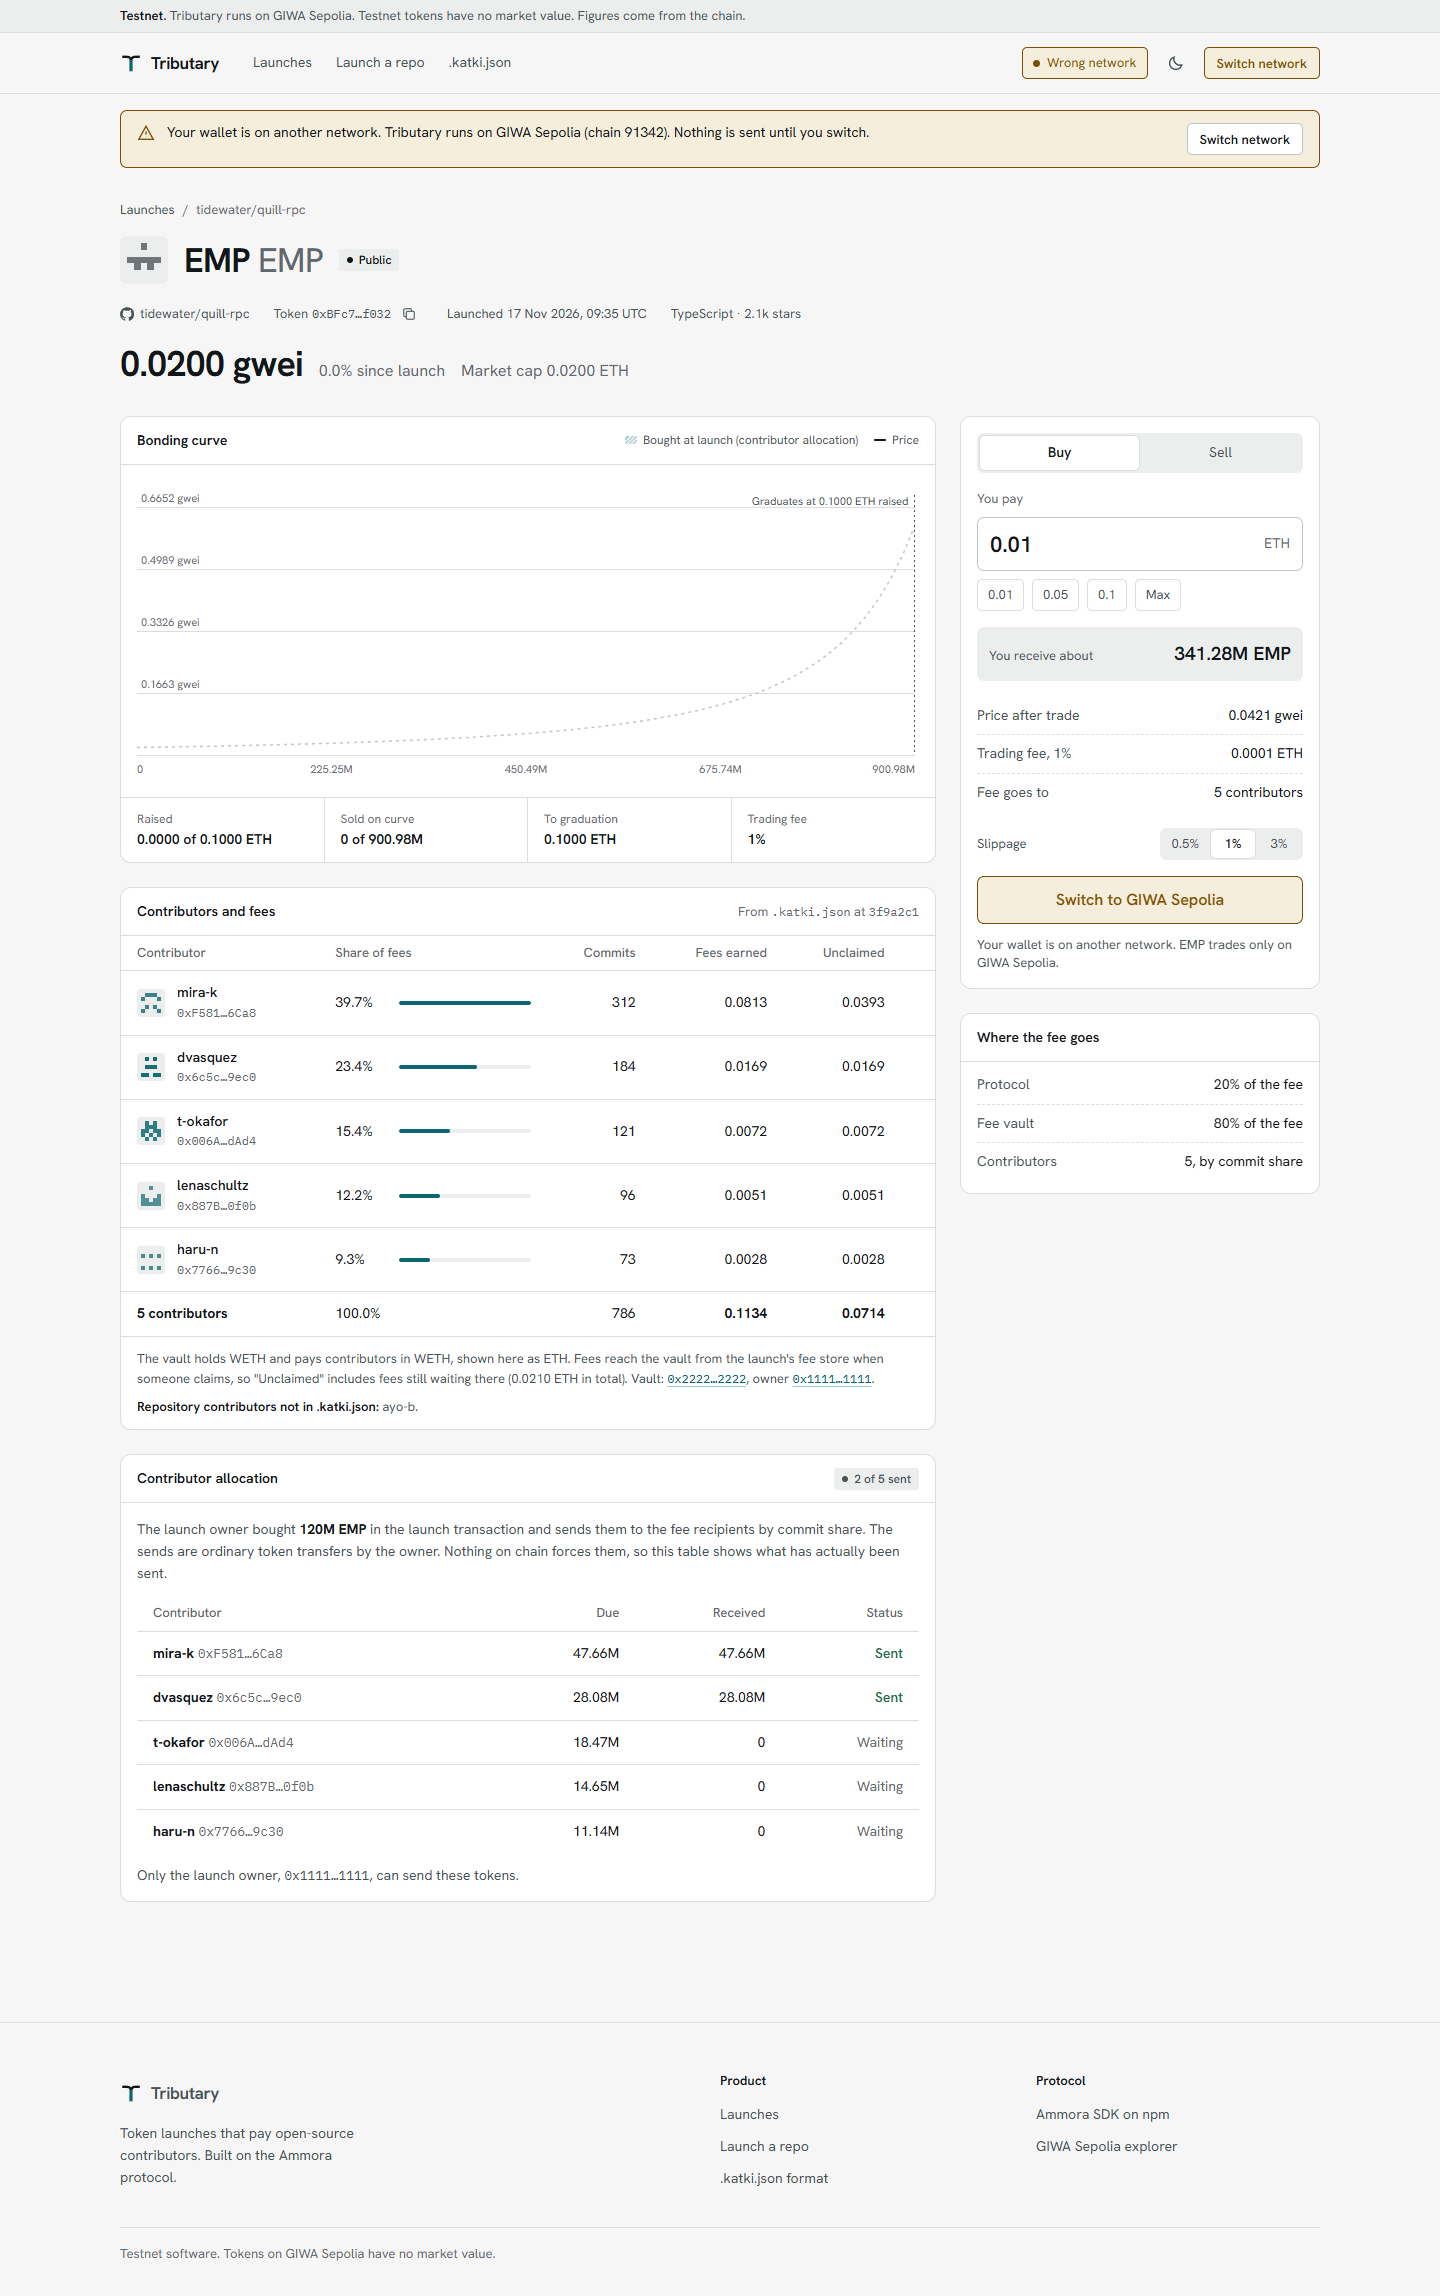 Testnet. Tributary runs on GIWA Sepolia. Testnet tokens have no market value. Figures come from the chain.
Tributary
Launches
Launch a repo
.katki.json
Wrong network
Switch network
Your wallet is on another network. Tributary runs on GIWA Sepolia (chain 91342). Nothing is sent until you switch.
Switch network
Launches / tidewater/quill-rpc
EMP EMP
Public
tidewater/quill-rpc
Token 0xBFc7…f032
Launched 17 Nov 2026, 09:35 UTC
TypeScript · 2.1k stars
0.0200 gwei
0.0% since launch
Market cap 0.0200 ETH
Bonding curve
Bought at launch (contributor allocation)
Price
0.6652 gwei
Graduates at 0.1000 ETH raised
0.4989 gwei
0.3326 gwei
0.1663 gwei
0
225.25M
450.49M
675.74M
900.98M
Raised
0.0000 of 0.1000 ETH
Sold on curve
0 of 900.98M
To graduation
0.1000 ETH
Trading fee
1%
Buy
Sell
You pay
0.01
ETH
0.01
0.05
0.1
Max
You receive about
341.28M EMP
Price after trade
0.0421 gwei
Trading fee, 1%
0.0001 ETH
Fee goes to
5 contributors
Slippage
0.5%
1%
3%
Switch to GIWA Sepolia
Your wallet is on another network. EMP trades only on
GIWA Sepolia.
Where the fee goes
Protocol
20% of the fee
Fee vault
80% of the fee
Contributors
5, by commit share
Contributors and fees
From .katki.json at 3f9a2c1
Contributor
Share of fees
Commits
Fees earned
Unclaimed
mira-k
0xF581…6Ca8
39.7%
312
0.0813
0.0393
dvasquez
0x6c5c…9ec0
23.4%
184
0.0169
0.0169
t-okafor
0x006A…dAd4
15.4%
121
0.0072
0.0072
lenaschultz
0x887B…0f0b
12.2%
96
0.0051
0.0051
haru-n
0x7766…9c30
9.3%
73
0.0028
0.0028
5 contributors
100.0%
786
0.1134
0.0714
The vault holds WETH and pays contributors in WETH, shown here as ETH. Fees reach the vault from the launch's fee store when
someone claims, so "Unclaimed" includes fees still waiting there (0.0210 ETH in total). Vault: 0x2222…2222, owner 0x1111…1111.
Repository contributors not in .katki.json: ayo-b.
Contributor allocation
2 of 5 sent
The launch owner bought 120M EMP in the launch transaction and sends them to the fee recipients by commit share. The
sends are ordinary token transfers by the owner. Nothing on chain forces them, so this table shows what has actually been
sent.
Contributor
Due
Received
Status
mira-k 0xF581…6Ca8
47.66M
47.66M
Sent
dvasquez 0x6c5c…9ec0
28.08M
28.08M
Sent
t-okafor 0x006A…dAd4
18.47M
0
Waiting
lenaschultz 0x887B…0f0b
14.65M
0
Waiting
haru-n 0x7766…9c30
11.14M
0
Waiting
Only the launch owner, 0x1111…1111, can send these tokens.
Tributary
Token launches that pay open-source
contributors. Built on the Ammora
protocol.
Product
Launches
Launch a repo
.katki.json format
Protocol
Ammora SDK on npm
GIWA Sepolia explorer
Testnet software. Tokens on GIWA Sepolia have no market value.